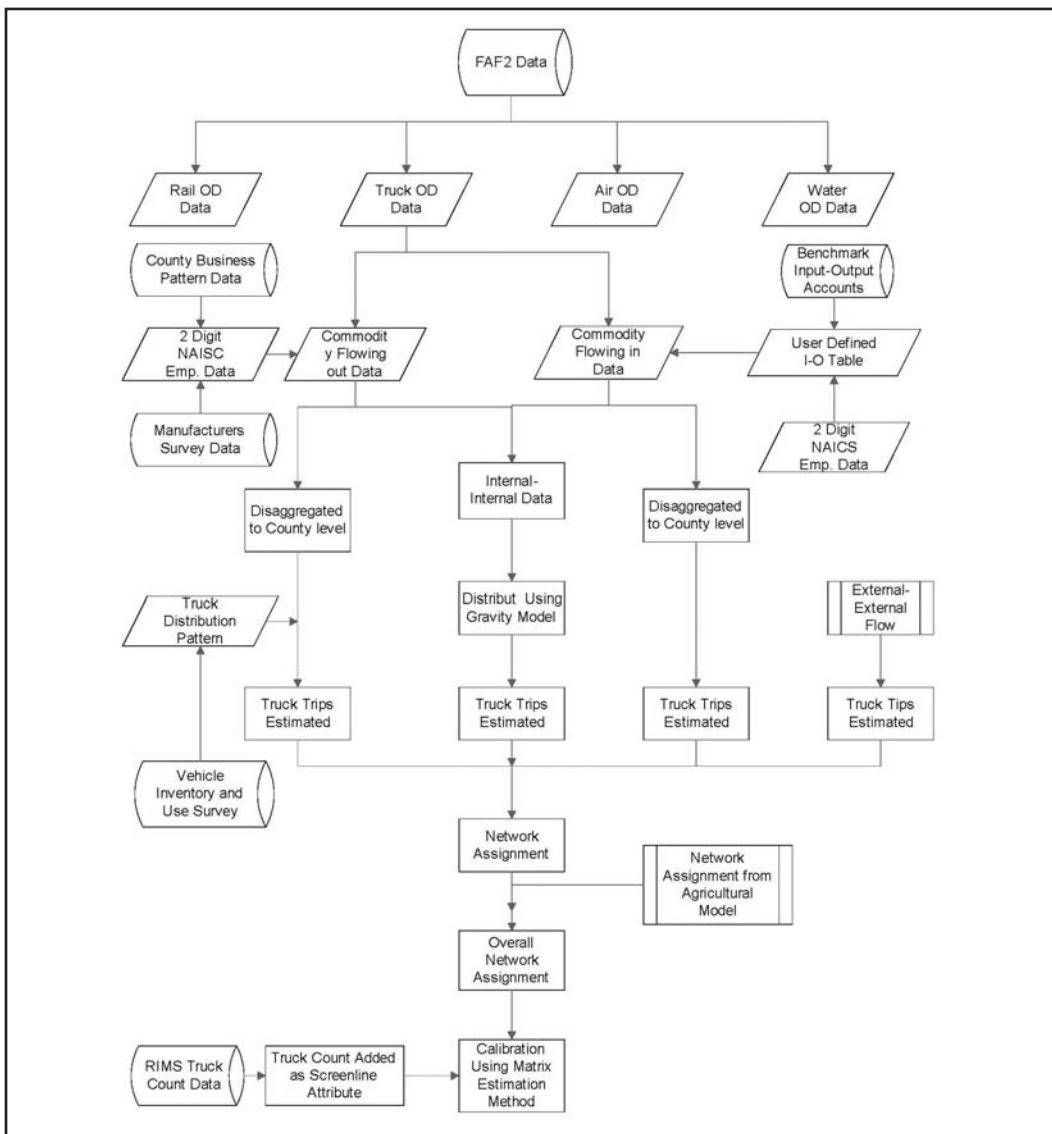 FAF2 Data
Rail OD
Data
Truck OD
Data
Air OD
Data
Water
OD Data
County Business
Pattern Data
Benchmark
Input-Output
Accounts
2 Digit
NAISC
Emp. Data
Commodit
y Flowing
out Data
Commodity
Flowing in
Data
User Defined
I-O Table
Manufacturers
Survey Data
2 Digit
NAICS
Emp. Data
Disaggregated
to County level
Internal-
Internal Data
Disaggregated
to County level
Truck
Distribution
Pattern
Distribut Using
Gravity Model
External-
External
Flow
Truck Trips
Estimated
Truck Trips
Estimated
Truck Trips
Estimated
Truck Tips
Estimated
Vehicle
Inventory and
Use Survey
Network
Assignment
Network
Assignment from
Agricultural
Model
Overall
Network
Assignment
RIMS Truck
Count Data
Truck Count Added
as Screenline
Attribute
Calibration
Using Matrix
Estimation
Method